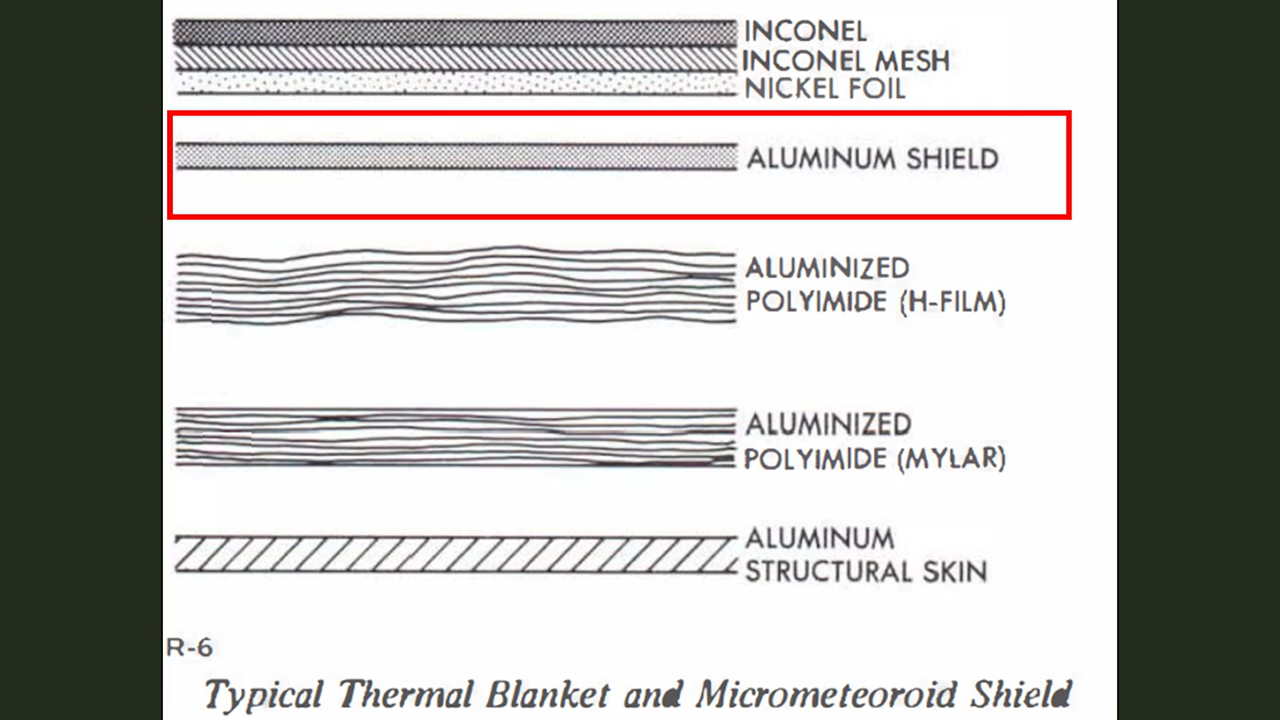 INCONEL
INCONEL MESH
NICKEL FOIL
ALUMINUM SHIELD
ALUMINIZED
POLYIMIDE (H-FILM)
ALUMINIZED
POLYIMIDE (MYLAR)
ALUMINUM
STRUCTURAL SKIN
R-6
Typical Thermal Blanket and Micrometeoroid Shield